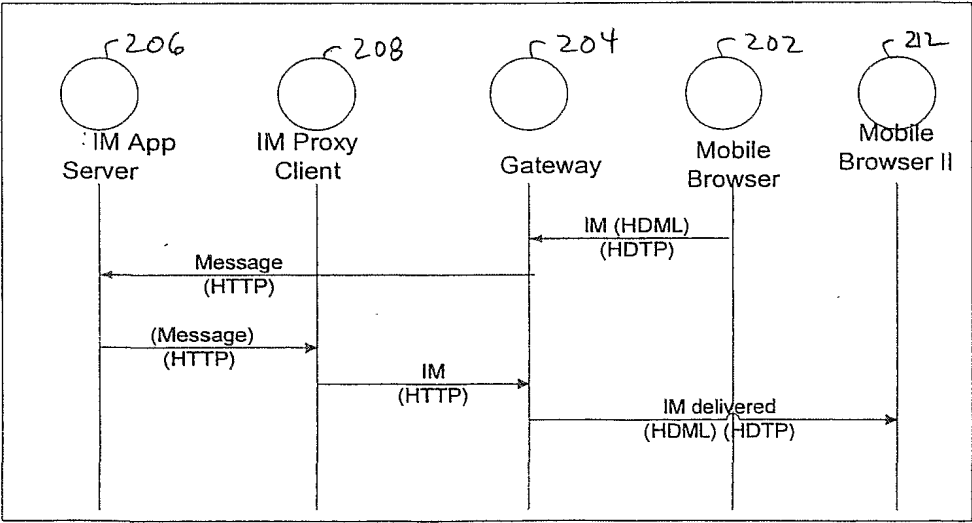 206
208
204
202
212
: IM App
Server
IM Proxy
Client
Gateway
Mobile
Browser
Mobile
Browser II
IM (HDML)
(HDTP)
Message
(HTTP)
(Message)
(HTTP)
IM
(HTTP)
IM delivered
(HDML) (HDTP)